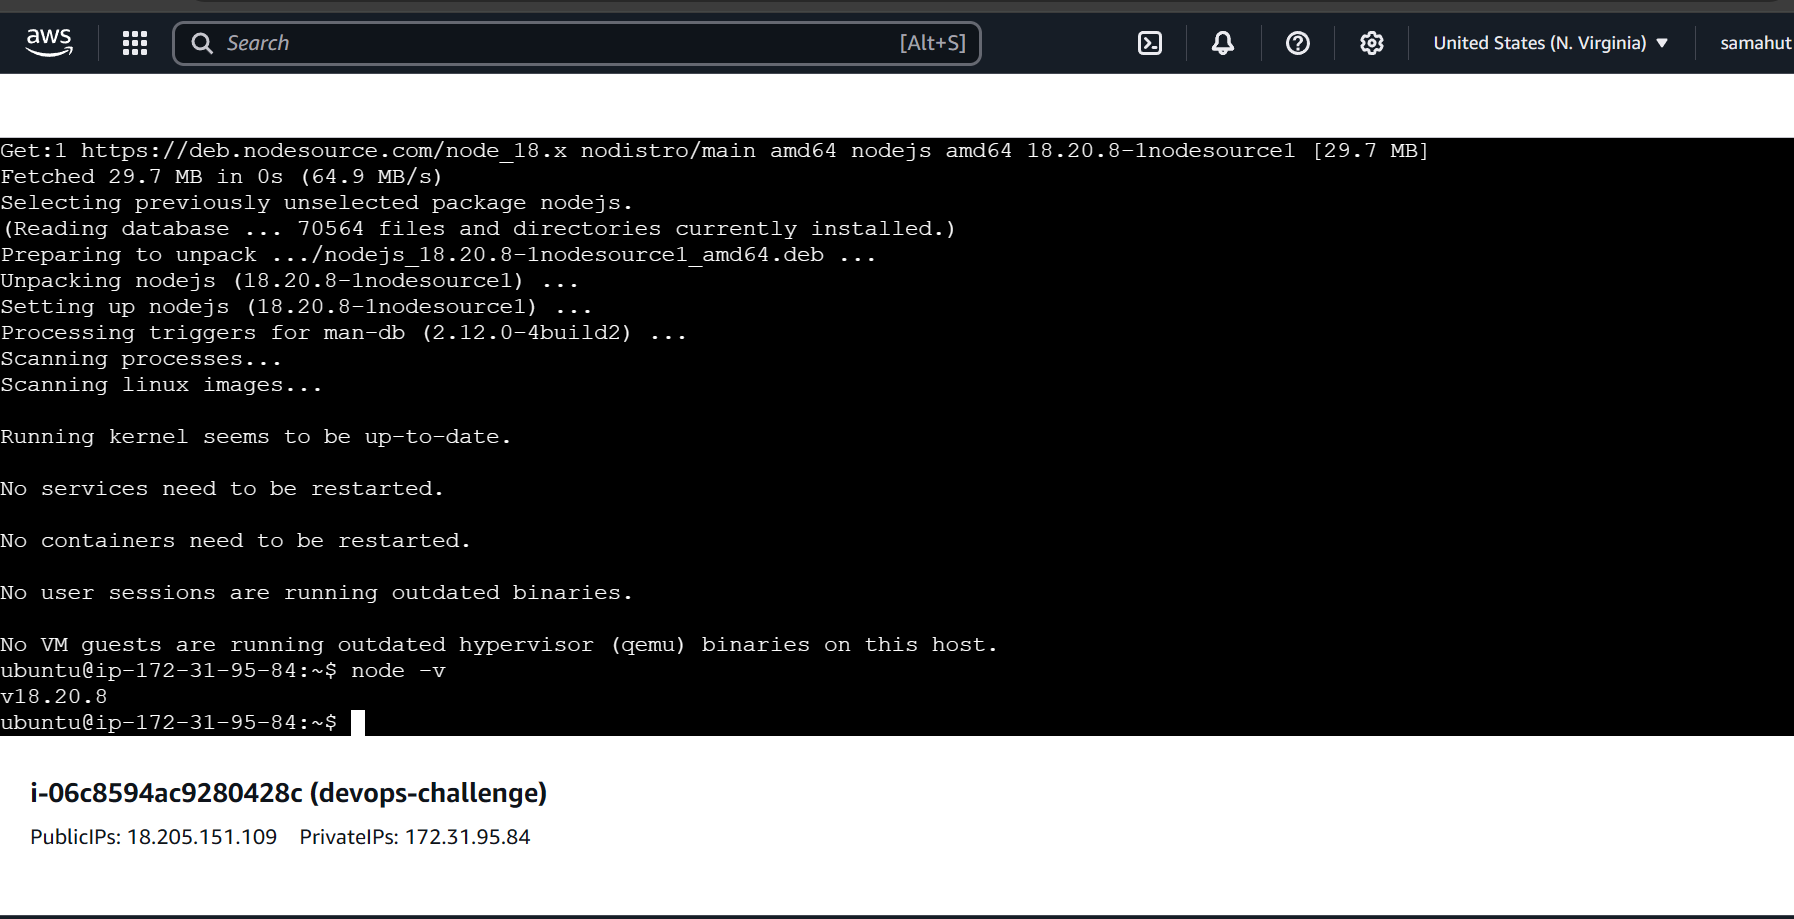 aws
Search [Alt+S]
United States (N. Virginia)
samahut
Get:1 https://deb.nodesource.com/node_18.x nodistro/main amd64 nodejs amd64 18.20.8-1nodesource1 [29.7 MB]
Fetched 29.7 MB in 0s (64.9 MB/s)
Selecting previously unselected package nodejs.
(Reading database ... 70564 files and directories currently installed.)
Preparing to unpack .../nodejs_18.20.8-1nodesource1_amd64.deb ...
Unpacking nodejs (18.20.8-1nodesource1) ...
Setting up nodejs (18.20.8-1nodesource1) ...
Processing triggers for man-db (2.12.0-4build2) ...
Scanning processes...
Scanning linux images...
Running kernel seems to be up-to-date.
No services need to be restarted.
No containers need to be restarted.
No user sessions are running outdated binaries.
No VM guests are running outdated hypervisor (qemu) binaries on this host.
ubuntu@ip-172-31-95-84:~$ node -v
v18.20.8
ubuntu@ip-172-31-95-84:~$
i-06c8594ac9280428c (devops-challenge)
PublicIPs: 18.205.151.109 PrivateIPs: 172.31.95.84